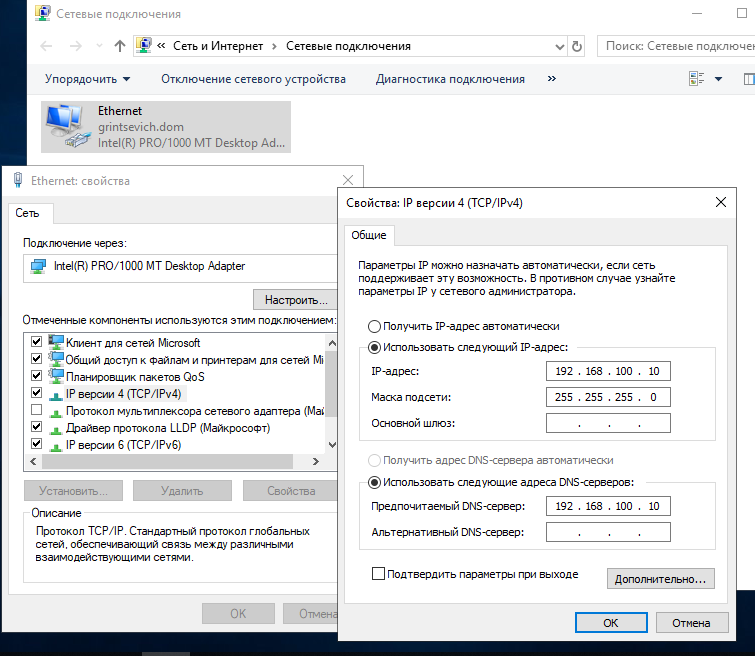 Сетевые подключения
« Сеть и Интернет > Сетевые подключения
Поиск: Сетевые подключен
Упорядочить
Отключение сетевого устройства
Диагностика подключения
»
Ethernet
grintsevich.dom
Intel(R) PRO/1000 MT Desktop Ad...
Ethernet: свойства
Сеть
Подключение через:
Intel(R) PRO/1000 MT Desktop Adapter
Настроить...
Отмеченные компоненты используются этим подключением:
Клиент для сетей Microsoft
Общий доступ к файлам и принтерам для сетей Mi
Планировщик пакетов QoS
IP версии 4 (TCP/IPv4)
Протокол мультиплексора сетевого адаптера (Май
Драйвер протокола LLDP (Майкрософт)
IP версии 6 (TCP/IPv6)
Установить...
Удалить
Свойства
Описание
Протокол TCP/IP. Стандартный протокол глобальных
сетей, обеспечивающий связь между различными
взаимодействующими сетями.
OK
Отмена
Свойства: IP версии 4 (TCP/IPv4)
Общие
Параметры IP можно назначать автоматически, если сеть
поддерживает эту возможность. В противном случае узнайте
параметры IP у сетевого администратора.
Получить IP-адрес автоматически
Использовать следующий IP-адрес:
IP-адрес: 192 . 168 . 100 . 10
Маска подсети: 255 . 255 . 255 . 0
Основной шлюз: . . .
Получить адрес DNS-сервера автоматически
Использовать следующие адреса DNS-серверов:
Предпочитаемый DNS-сервер: 192 . 168 . 100 . 10
Альтернативный DNS-сервер: . . .
Подтвердить параметры при выходе
Дополнительно...
OK
Отмена